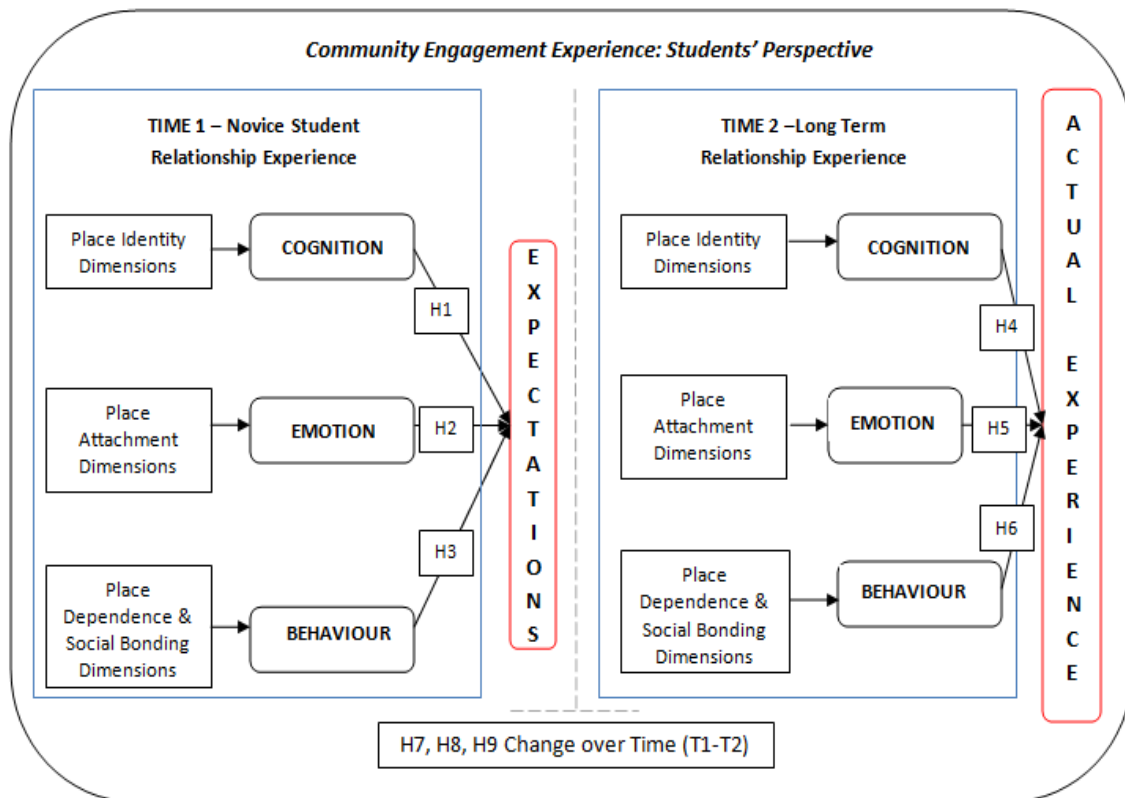 Community Engagement Experience: Students' Perspective
TIME 1 – Novice Student
Relationship Experience
Place Identity
Dimensions
COGNITION
H1
Place
Attachment
Dimensions
EMOTION
H2
H3
Place
Dependence &
Social Bonding
Dimensions
BEHAVIOUR
E
X
P
E
C
T
A
T
I
O
N
S
TIME 2 –Long Term
Relationship Experience
Place Identity
Dimensions
COGNITION
H4
Place
Attachment
Dimensions
EMOTION
H5
H6
Place
Dependence &
Social Bonding
Dimensions
BEHAVIOUR
A
C
T
U
A
L
E
X
P
E
R
I
E
N
C
E
H7, H8, H9 Change over Time (T1-T2)